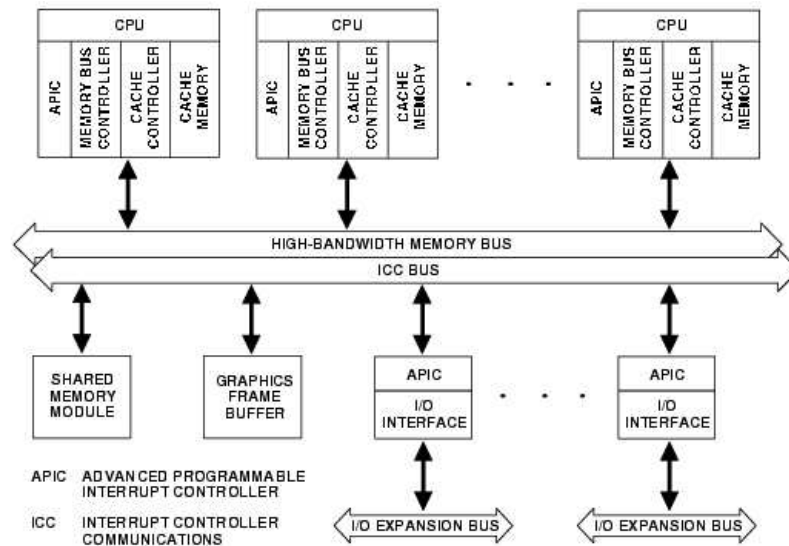 CPU
APIC
MEMORY BUS
CONTROLLER
CACHE
CONTROLLER
CACHE
MEMORY
CPU
APIC
MEMORY BUS
CONTROLLER
CACHE
CONTROLLER
CACHE
MEMORY
. . .
CPU
APIC
MEMORY BUS
CONTROLLER
CACHE
CONTROLLER
CACHE
MEMORY
HIGH-BANDWIDTH MEMORY BUS
ICC BUS
SHARED
MEMORY
MODULE
GRAPHICS
FRAME
BUFFER
APIC
I/O
INTERFACE
. . .
APIC
I/O
INTERFACE
APIC ADVANCED PROGRAMMABLE
INTERRUPT CONTROLLER
ICC INTERRUPT CONTROLLER
COMMUNICATIONS
I/O EXPANSION BUS
I/O EXPANSION BUS